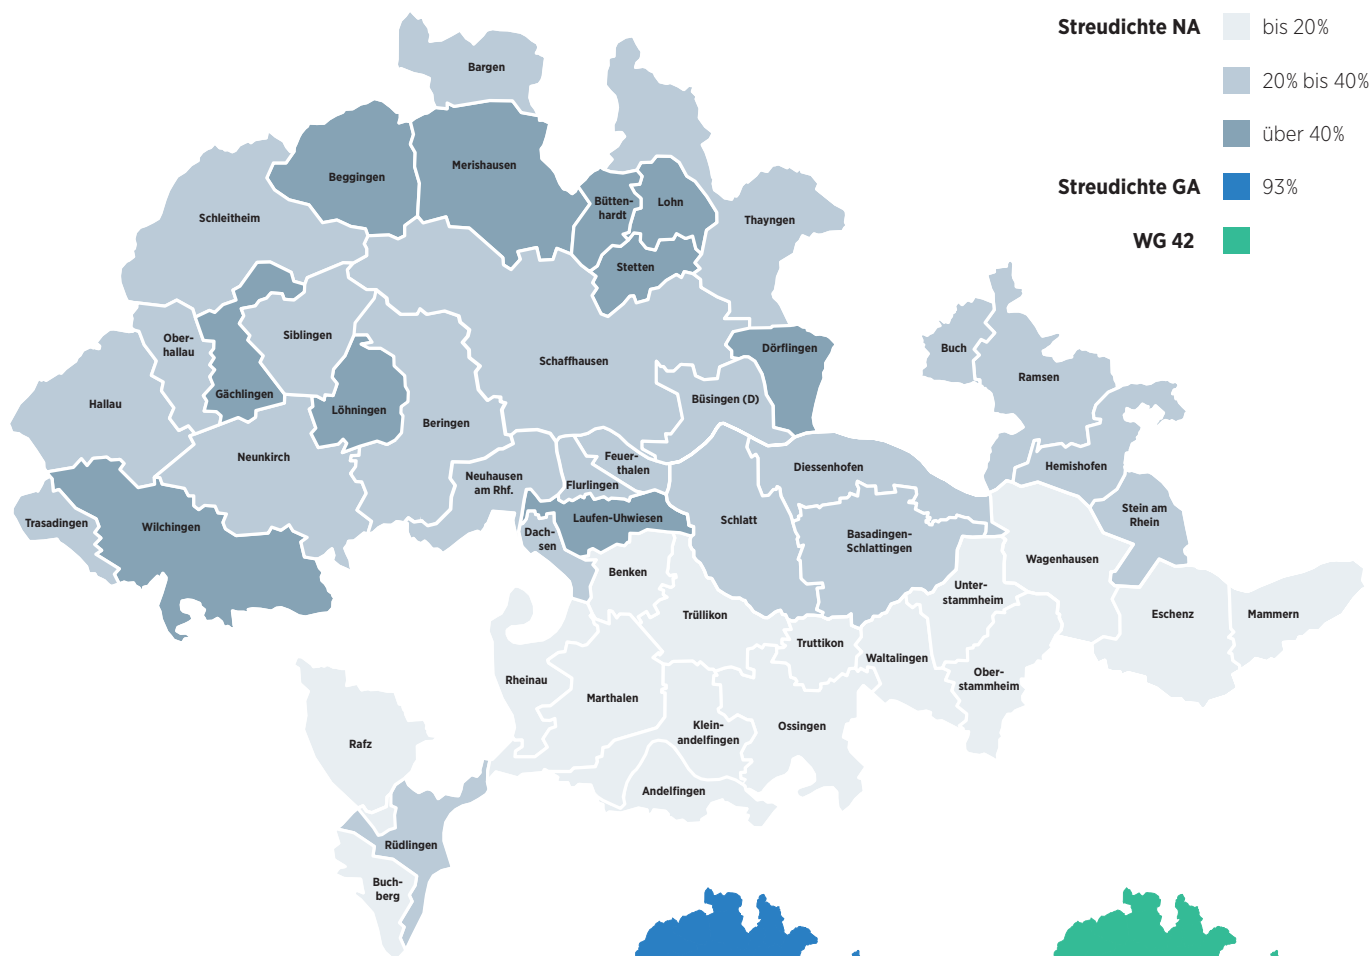 Streudichte NA
bis 20%
20% bis 40%
über 40%
Streudichte GA
93%
WG 42
Bargen
Beggingen
Merishausen
Bütten-
hardt
Lohn
Stetten
Thayngen
Schleitheim
Ober-
hallau
Siblingen
Gächlingen
Hallau
Löhningen
Beringen
Schaffhausen
Dörflingen
Büsingen (D)
Buch
Ramsen
Hemishofen
Stein am
Rhein
Neunkirch
Neuhausen
am Rhf.
Feuer-
thalen
Flurlingen
Laufen-Uhwiesen
Dach-
sen
Diessenhofen
Schlatt
Basadingen-
Schlattingen
Trasadingen
Wilchingen
Wagenhausen
Benken
Unter-
stammheim
Eschenz
Mammern
Trüllikon
Truttikon
Waltalingen
Ober-
stammheim
Rheinau
Marthalen
Klein-
andelfingen
Ossingen
Andelfingen
Rafz
Rüdlingen
Buch-
berg